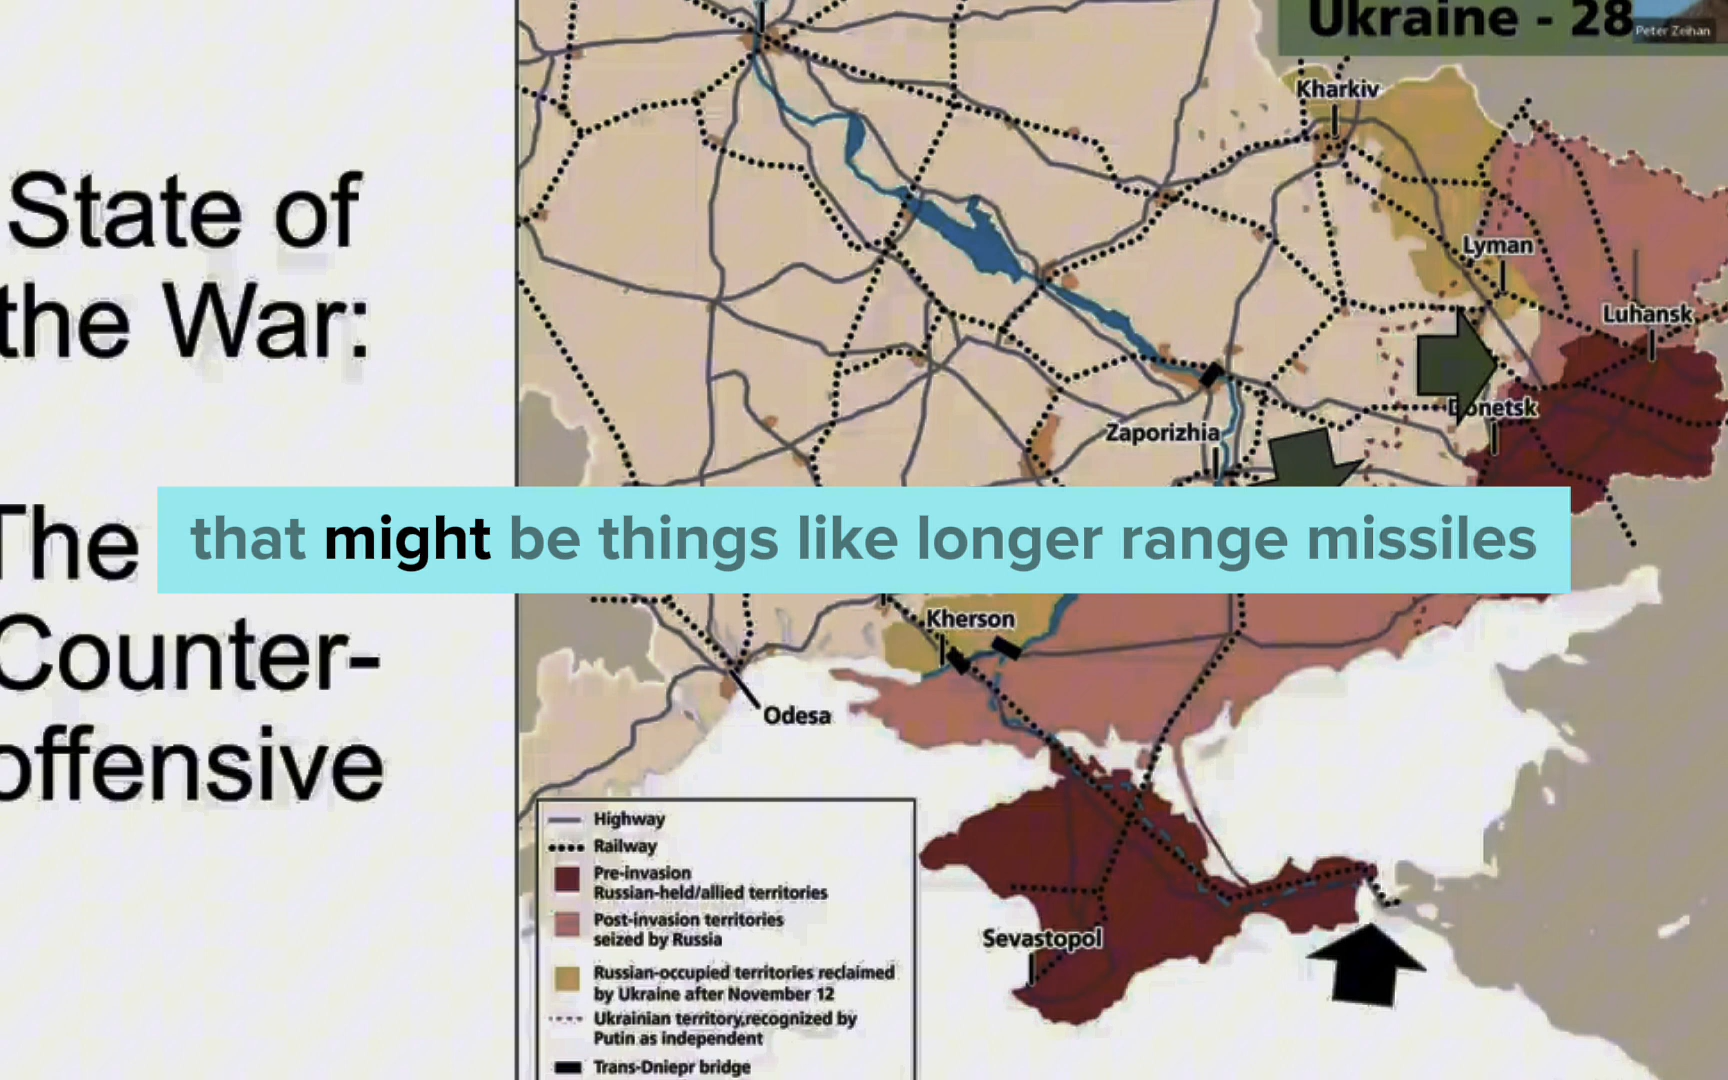 State of
the War:
The
Counter-
offensive
Ukraine - 28
Peter Zeihan
Kharkiv
Lyman
Luhansk
Donetsk
Zaporizhia
that might be things like longer range missiles
Kherson
Odesa
Sevastopol
Highway
Railway
Pre-invasion
Russian-held/allied territories
Post-invasion territories
seized by Russia
Russian-occupied territories reclaimed
by Ukraine after November 12
Ukrainian territory,recognized by
Putin as independent
Trans-Dniepr bridge